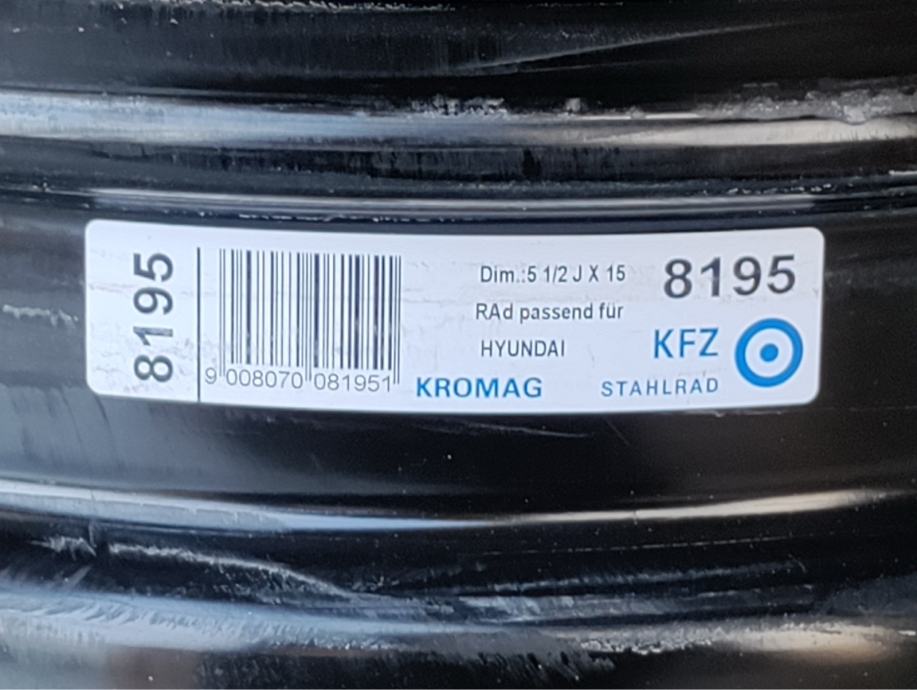 8195
9 008070 081951
Dim.:5 1/2 J X 15
RAd passend für
HYUNDAI
KROMAG
8195
KFZ
STAHLRAD